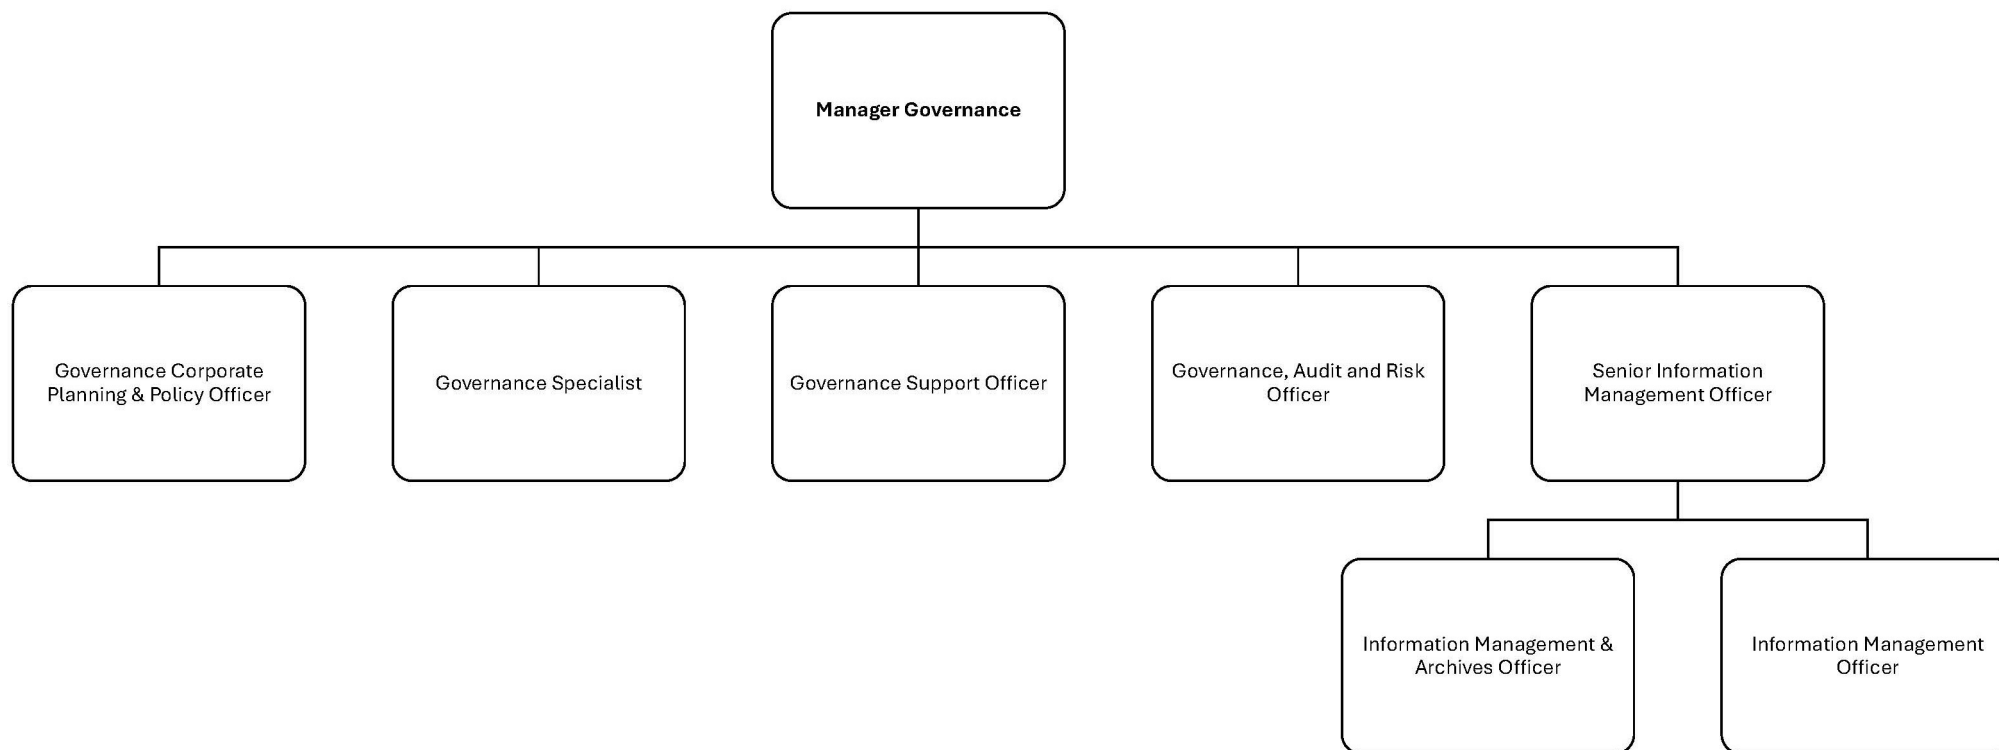 Manager Governance
Governance Corporate
Planning & Policy Officer
Governance Specialist
Governance Support Officer
Governance, Audit and Risk
Officer
Senior Information
Management Officer
Information Management &
Archives Officer
Information Management
Officer